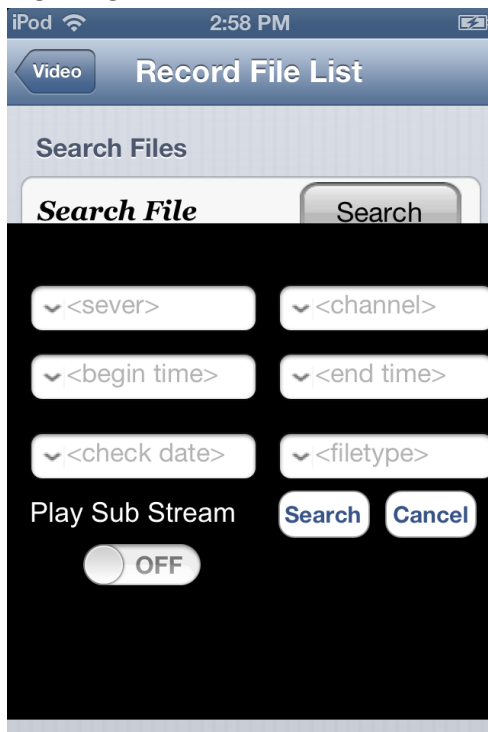 iPod 2:58 PM
Video Record File List
Search Files
Search File Search
<sever> <channel>
<begin time> <end time>
<check date> <filetype>
Play Sub Stream Search Cancel
OFF